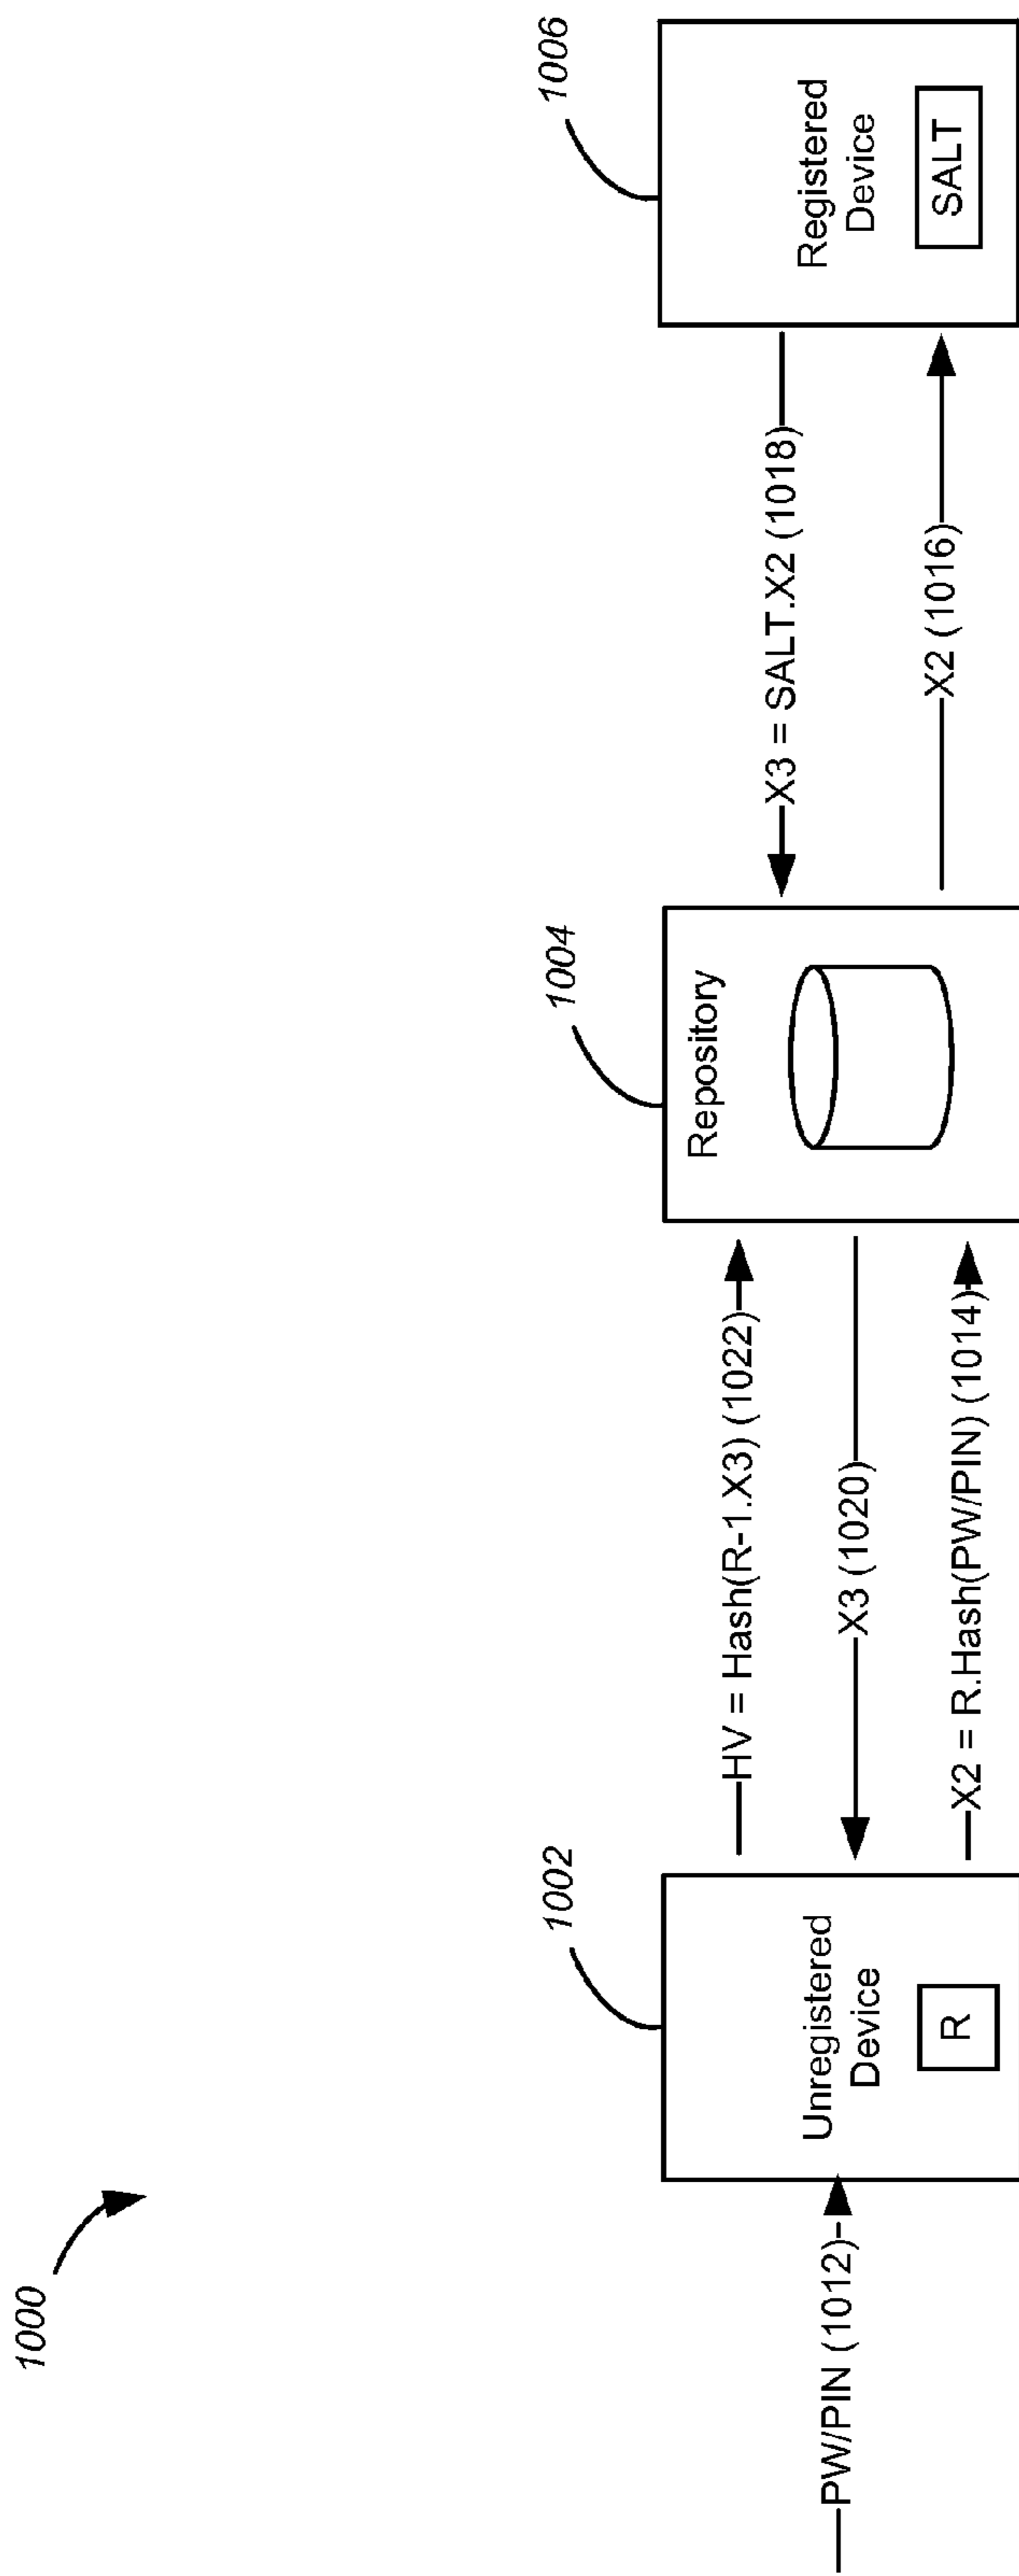 1000
1002
1004
1006
PW/PIN (1012)
Unregistered
Device
R
HV = Hash(R-1.X3) (1022)
X3 (1020)
X2 = R.Hash(PW/PIN) (1014)
Repository
X3 = SALT.X2 (1018)
X2 (1016)
Registered
Device
SALT